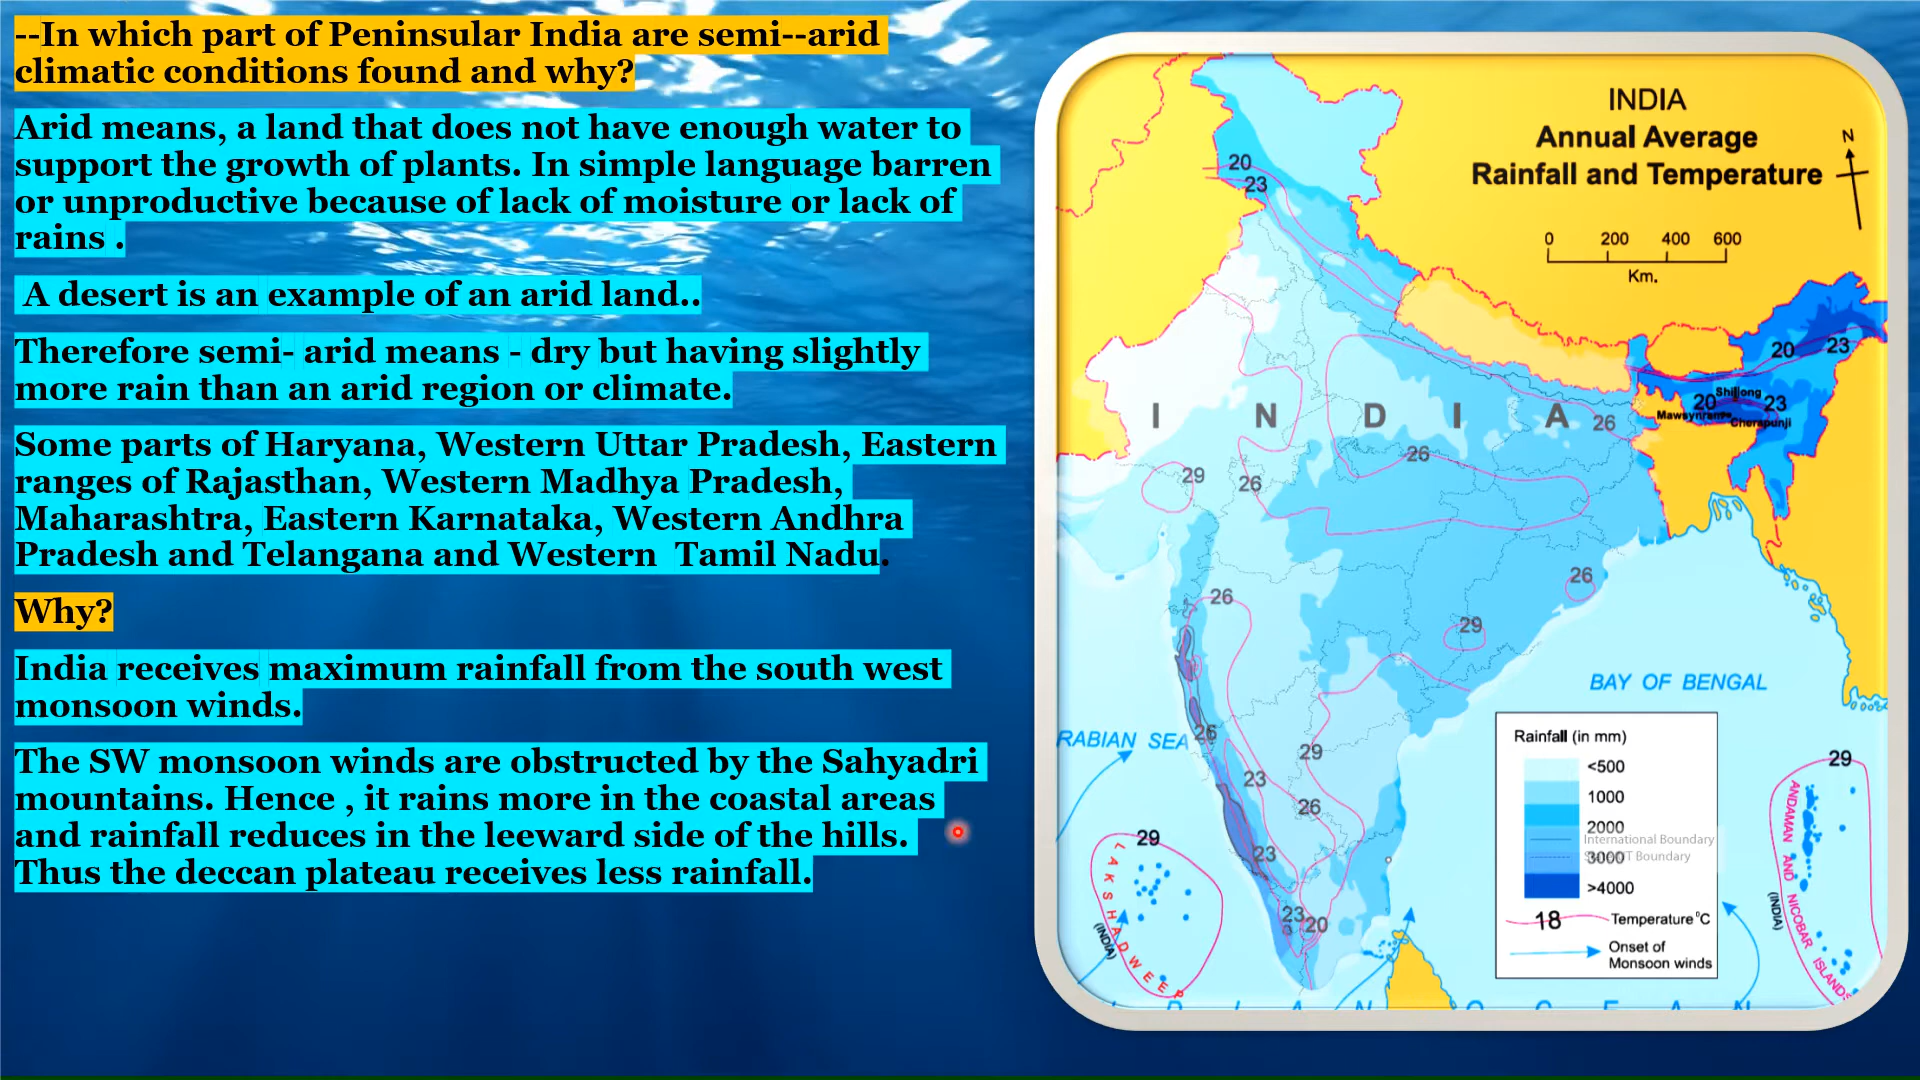 --In which part of Peninsular India are semi--arid
climatic conditions found and why?
Arid means, a land that does not have enough water to
support the growth of plants. In simple language barren
or unproductive because of lack of moisture or lack of
rains .
A desert is an example of an arid land..
Therefore semi- arid means - dry but having slightly
more rain than an arid region or climate.
Some parts of Haryana, Western Uttar Pradesh, Eastern
ranges of Rajasthan, Western Madhya Pradesh,
Maharashtra, Eastern Karnataka, Western Andhra
Pradesh and Telangana and Western Tamil Nadu.
Why?
India receives maximum rainfall from the south west
monsoon winds.
The SW monsoon winds are obstructed by the Sahyadri
mountains. Hence , it rains more in the coastal areas
and rainfall reduces in the leeward side of the hills.
Thus the deccan plateau receives less rainfall.
INDIA
Annual Average
Rainfall and Temperature
N
0 200 400 600
Km.
20
23
20 23
Shillong
20 23
Mawsynram
Cherapunji
I N D I A
26
26
29
26
26
29
26
26
29
23
26
23
23
20
BAY OF BENGAL
RABIAN SEA
29
LAKSHADWEEP
(INDIA)
Rainfall (in mm)
<500
1000
2000
International Boundary
3000
Boundary
>4000
18 Temperature °C
Onset of
Monsoon winds
29
ANDAMAN AND NICOBAR ISLANDS
(INDIA)
I A N O C E A N